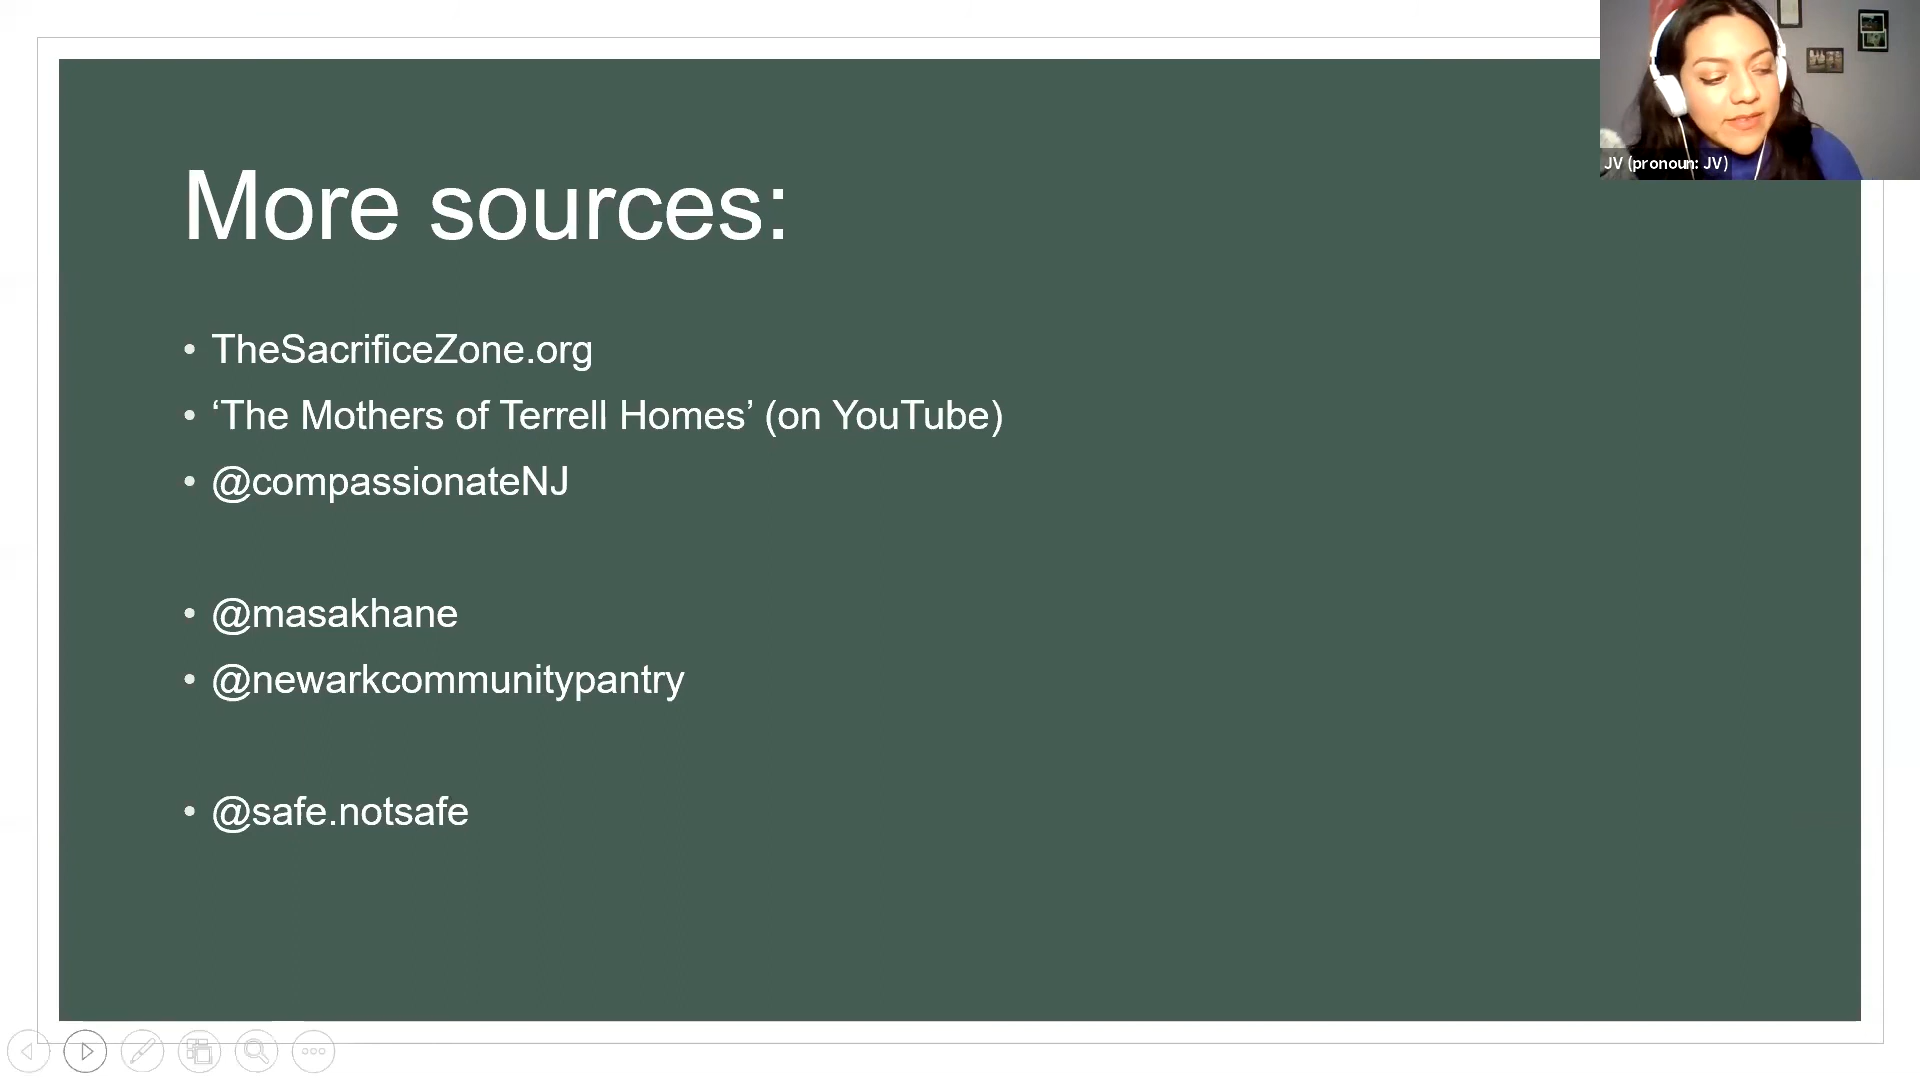 More sources:
• TheSacrificeZone.org
• ‘The Mothers of Terrell Homes’ (on YouTube)
• @compassionateNJ
• @masakhane
• @newarkcommunitypantry
• @safe.notsafe
JV (pronoun: JV)